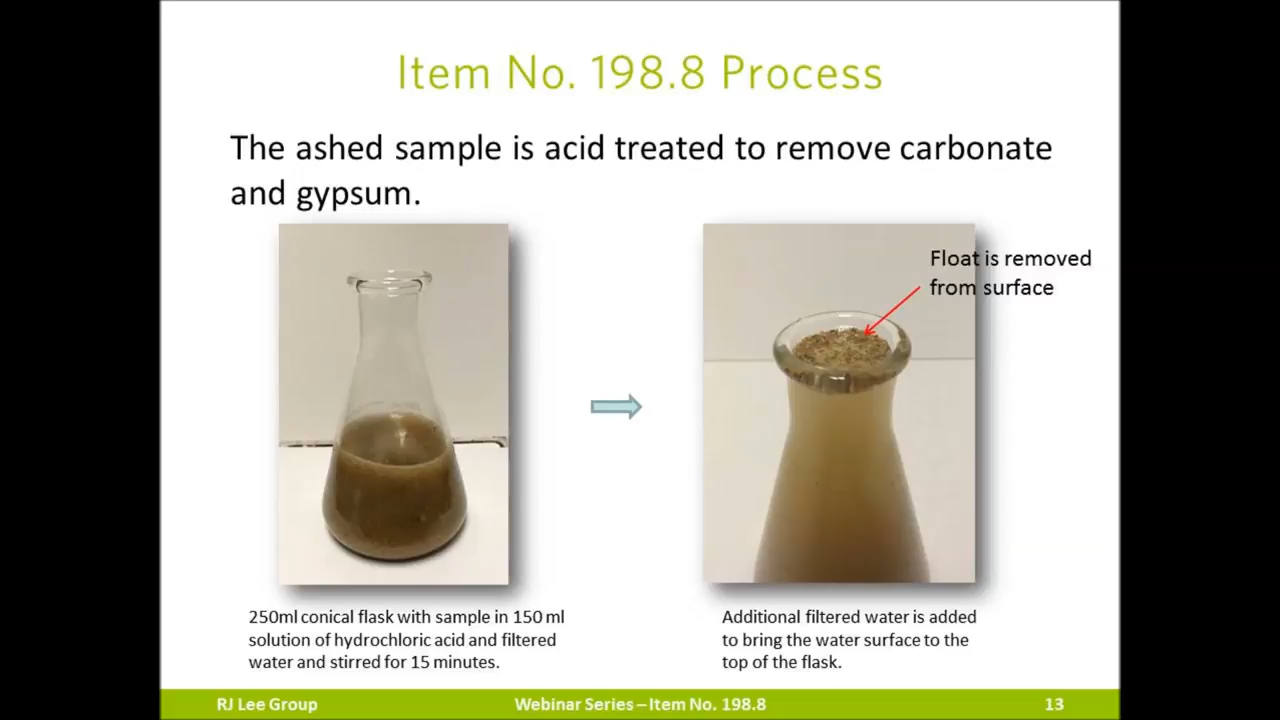 Item No. 198.8 Process
The ashed sample is acid treated to remove carbonate
and gypsum.
Float is removed
from surface
250ml conical flask with sample in 150 ml
solution of hydrochloric acid and filtered
water and stirred for 15 minutes.
Additional filtered water is added
to bring the water surface to the
top of the flask.
RJ Lee Group
Webinar Series – Item No. 198.8
13